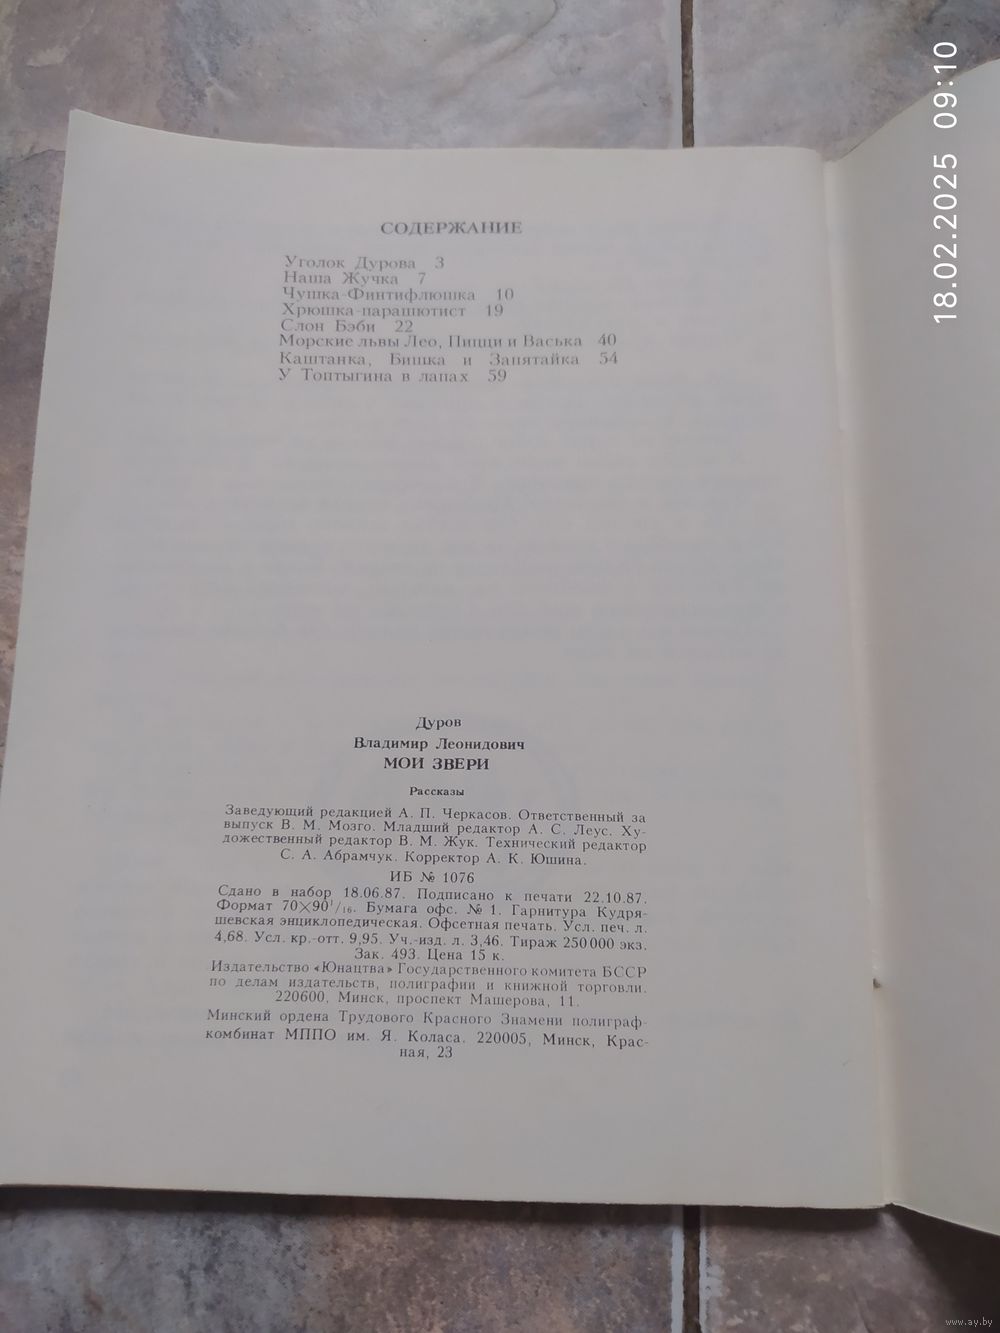 СОДЕРЖАНИЕ
Уголок Дурова 3
Наша Жучка 7
Чушка-Финтифлюшка 10
Хрюшка-парашютист 19
Слон Бэби 22
Морские львы Лео, Пицци и Васька 40
Каштанка, Бишка и Запятайка 54
У Топтыгина в лапах 59
Дуров
Владимир Леонидович
МОИ ЗВЕРИ
Рассказы
Заведующий редакцией А. П. Черкасов. Ответственный за
выпуск В. М. Мозго. Младший редактор А. С. Леус. Ху-
дожественный редактор В. М. Жук. Технический редактор
С. А. Абрамчук. Корректор А. К. Юшина.
ИБ № 1076
Сдано в набор 18.06.87. Подписано к печати 22.10.87.
Формат 70×90¹/₁₆. Бумага офс. № 1. Гарнитура Кудря-
шевская энциклопедическая. Офсетная печать. Усл. печ. л.
4,68. Усл. кр.-отт. 9,95. Уч.-изд. л. 3,46. Тираж 250 000 экз.
Зак. 493. Цена 15 к.
Издательство «Юнацтва» Государственного комитета БССР
по делам издательств, полиграфии и книжной торговли.
220600, Минск, проспект Машерова, 11.
Минский ордена Трудового Красного Знамени полиграф-
комбинат МППО им. Я. Коласа. 220005, Минск, Крас-
ная, 23
18.02.2025 09:10
www.ay.by